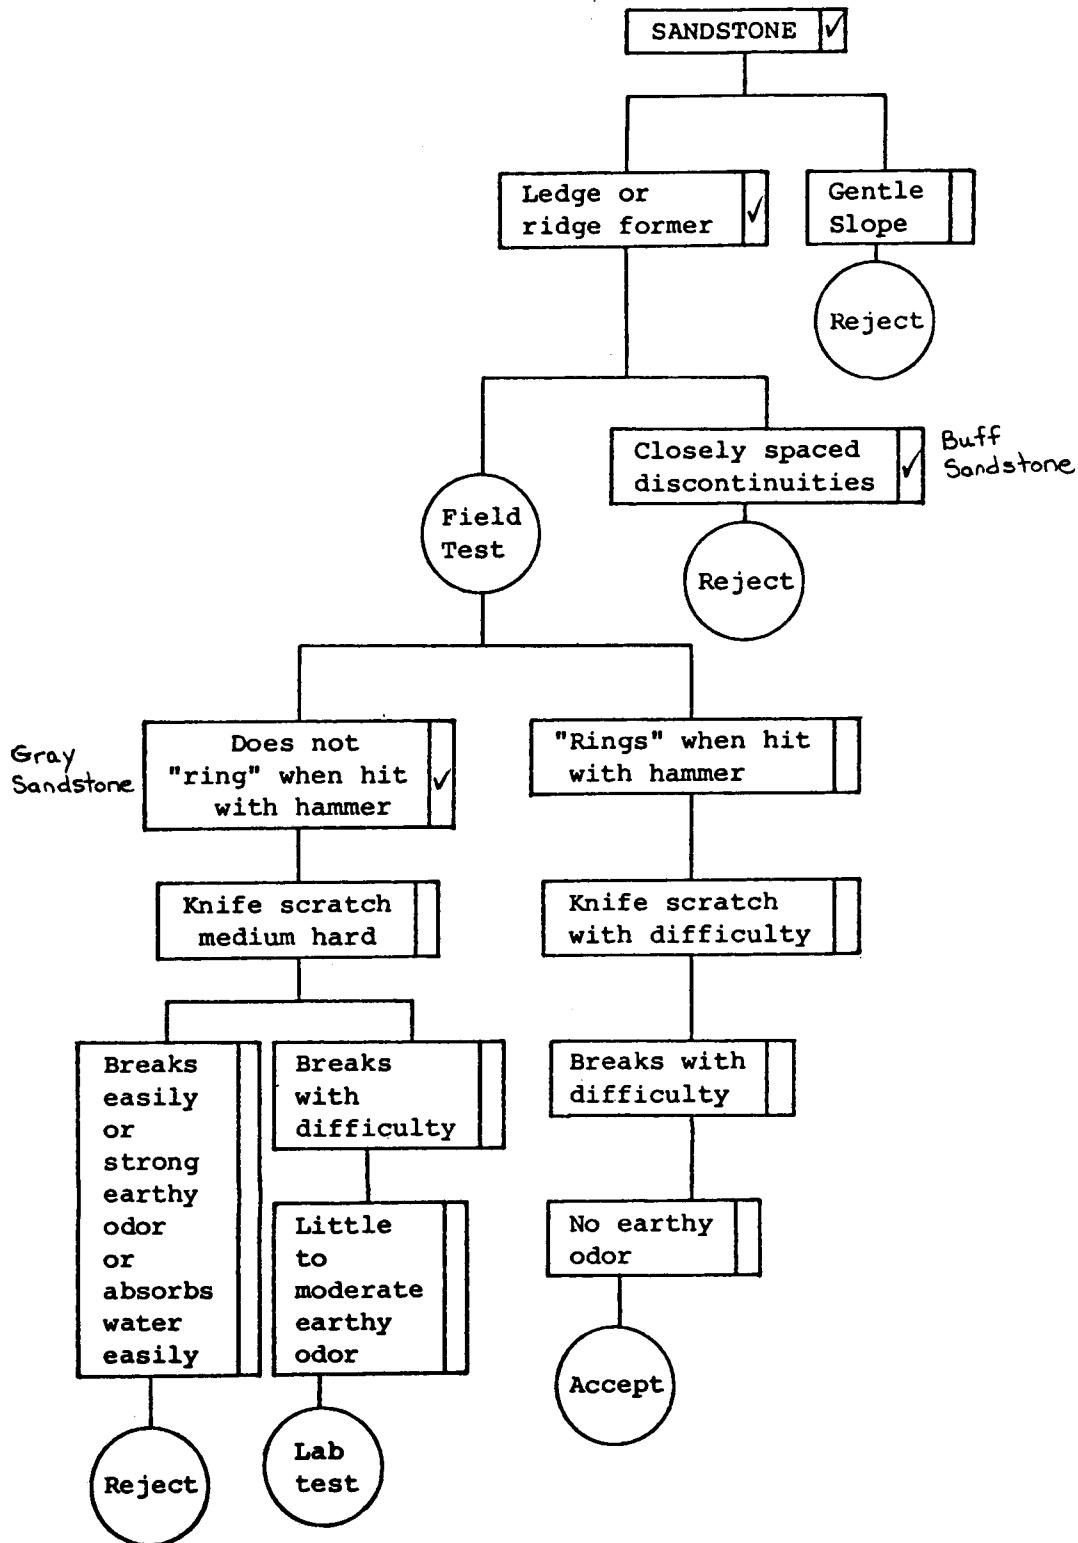 SANDSTONE ✓
Ledge or
ridge former ✓
Gentle
Slope
Reject
Closely spaced
discontinuities ✓
Buff
Sandstone
Field
Test
Reject
Gray
Sandstone
Does not
"ring" when hit
with hammer ✓
"Rings" when hit
with hammer
Knife scratch
medium hard
Knife scratch
with difficulty
Breaks
easily
or
strong
earthy
odor
or
absorbs
water
easily
Breaks
with
difficulty
Breaks with
difficulty
Little
to
moderate
earthy
odor
No earthy
odor
Accept
Reject
Lab
test